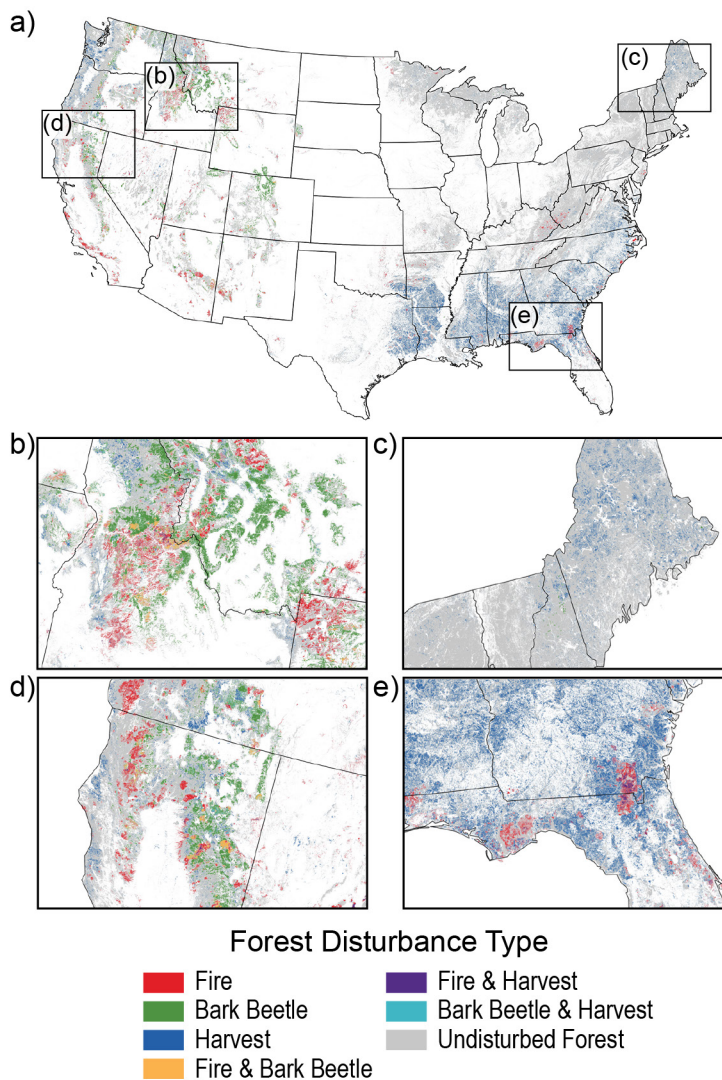 a)
(b)
(c)
(d)
(e)
b)
c)
d)
e)
Forest Disturbance Type
Fire
Fire & Harvest
Bark Beetle
Bark Beetle & Harvest
Harvest
Undisturbed Forest
Fire & Bark Beetle